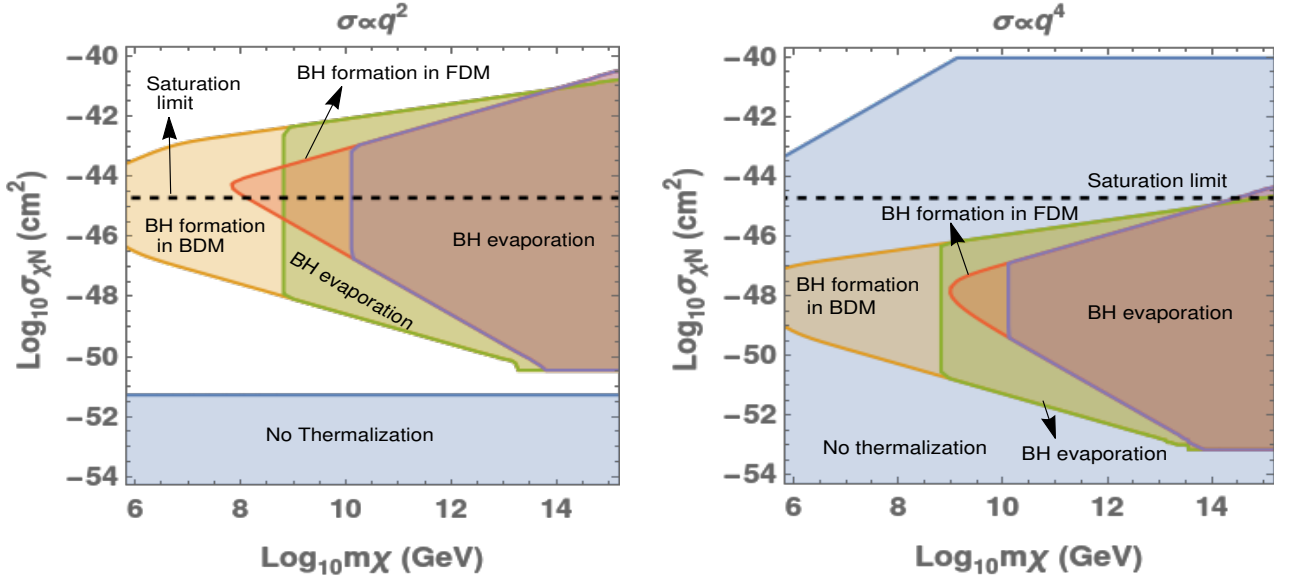 σ∝q²
−40
−42
−44
−46
−48
−50
−52
−54
Log₁₀σχN (cm²)
Saturation
limit
BH formation in FDM
BH formation
in BDM
BH evaporation
BH evaporation
No Thermalization
6
8
10
12
14
Log₁₀mχ (GeV)
σ∝q⁴
−40
−42
−44
−46
−48
−50
−52
−54
Log₁₀σχN (cm²)
Saturation limit
BH formation in FDM
BH formation
in BDM
BH evaporation
No thermalization
BH evaporation
6
8
10
12
14
Log₁₀mχ (GeV)